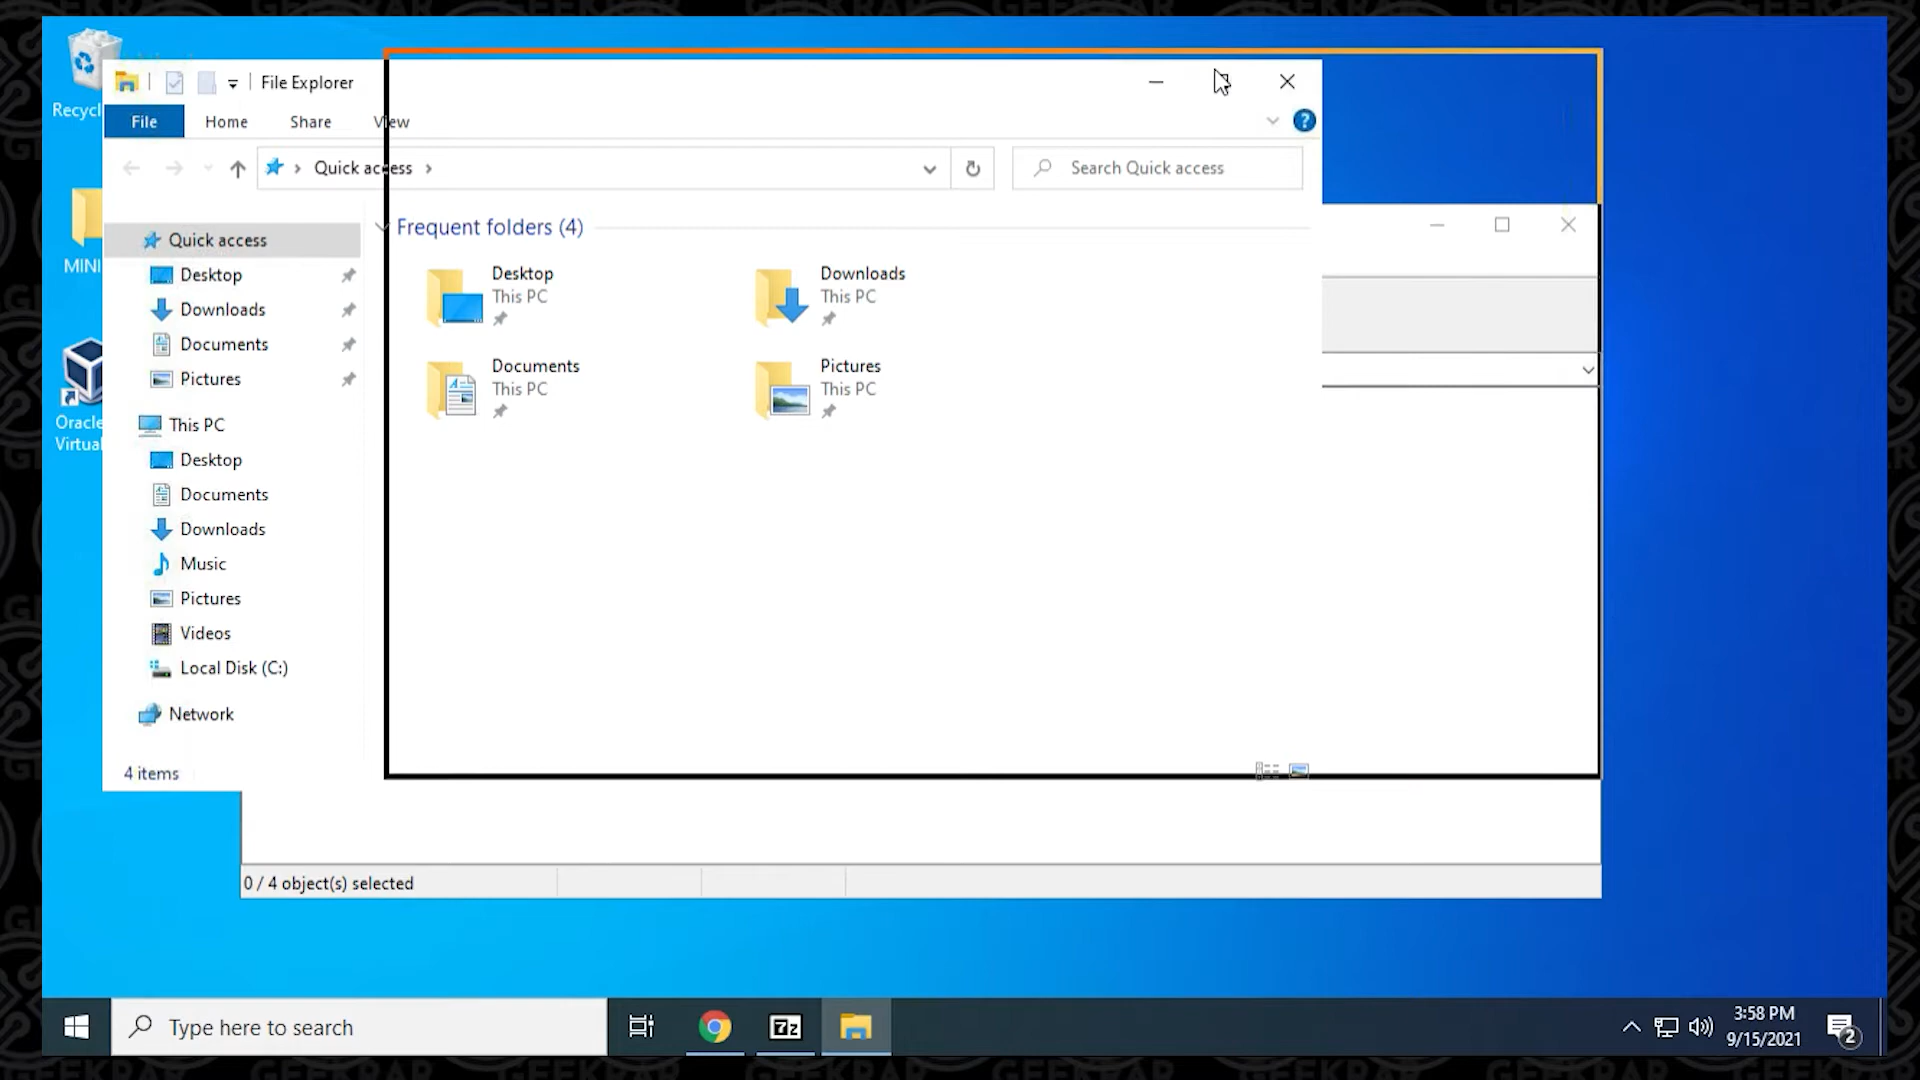 Recycl
File Explorer
File
Home
Share
View
?
Quick access
Search Quick access
Quick access
Desktop
Downloads
Documents
Pictures
This PC
Desktop
Documents
Downloads
Music
Pictures
Videos
Local Disk (C:)
Network
4 items
Frequent folders (4)
Desktop
This PC
Downloads
This PC
Documents
This PC
Pictures
This PC
MINI
Oracle
Virtual
0 / 4 object(s) selected
Type here to search
7z
3:58 PM
9/15/2021
2